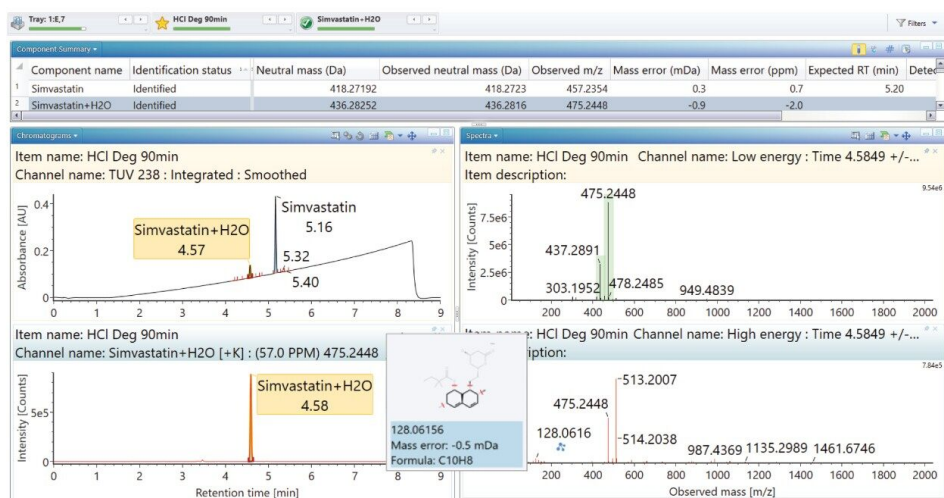 Tray: 1:E,7 HCl Deg 90min Simvastatin+H2O Filters
Component Summary
Component name Identification status Neutral mass (Da) Observed neutral mass (Da) Observed m/z Mass error (mDa) Mass error (ppm) Expected RT (min) Detec
1 Simvastatin Identified 418.27192 418.2723 457.2354 0.3 0.7 5.20
2 Simvastatin+H2O Identified 436.28252 436.2816 475.2448 -0.9 -2.0
Chromatograms
Item name: HCl Deg 90min
Channel name: TUV 238 : Integrated : Smoothed
Absorbance [AU]
0.4
0.2
0
Simvastatin+H2O
4.57
Simvastatin
5.16
5.32
5.40
0 1 2 3 4 5 6 7 8 9
Item name: HCl Deg 90min
Channel name: Simvastatin+H2O [+K] : (57.0 PPM) 475.2448
Intensity [Counts]
5e5
0
Simvastatin+H2O
4.58
0 1 2 3 4 5 6 7 8 9
Retention time [min]
128.06156
Mass error: -0.5 mDa
Formula: C10H8
Spectra
Item name: HCl Deg 90min Channel name: Low energy : Time 4.5849 +/-...
Item description:
9.54e6
Intensity [Counts]
7.5e6
5e6
2.5e6
0
475.2448
437.2891
303.1952
478.2485
949.4839
200 400 600 800 1000 1200 1400 1600 1800 2000
HCl Deg 90min Channel name: High energy : Time 4.5849 +/-...
ription:
7.84e5
513.2007
475.2448
128.0616
514.2038
987.4369
1135.2989
1461.6746
200 400 600 800 1000 1200 1400 1600 1800 2000
Observed mass [m/z]